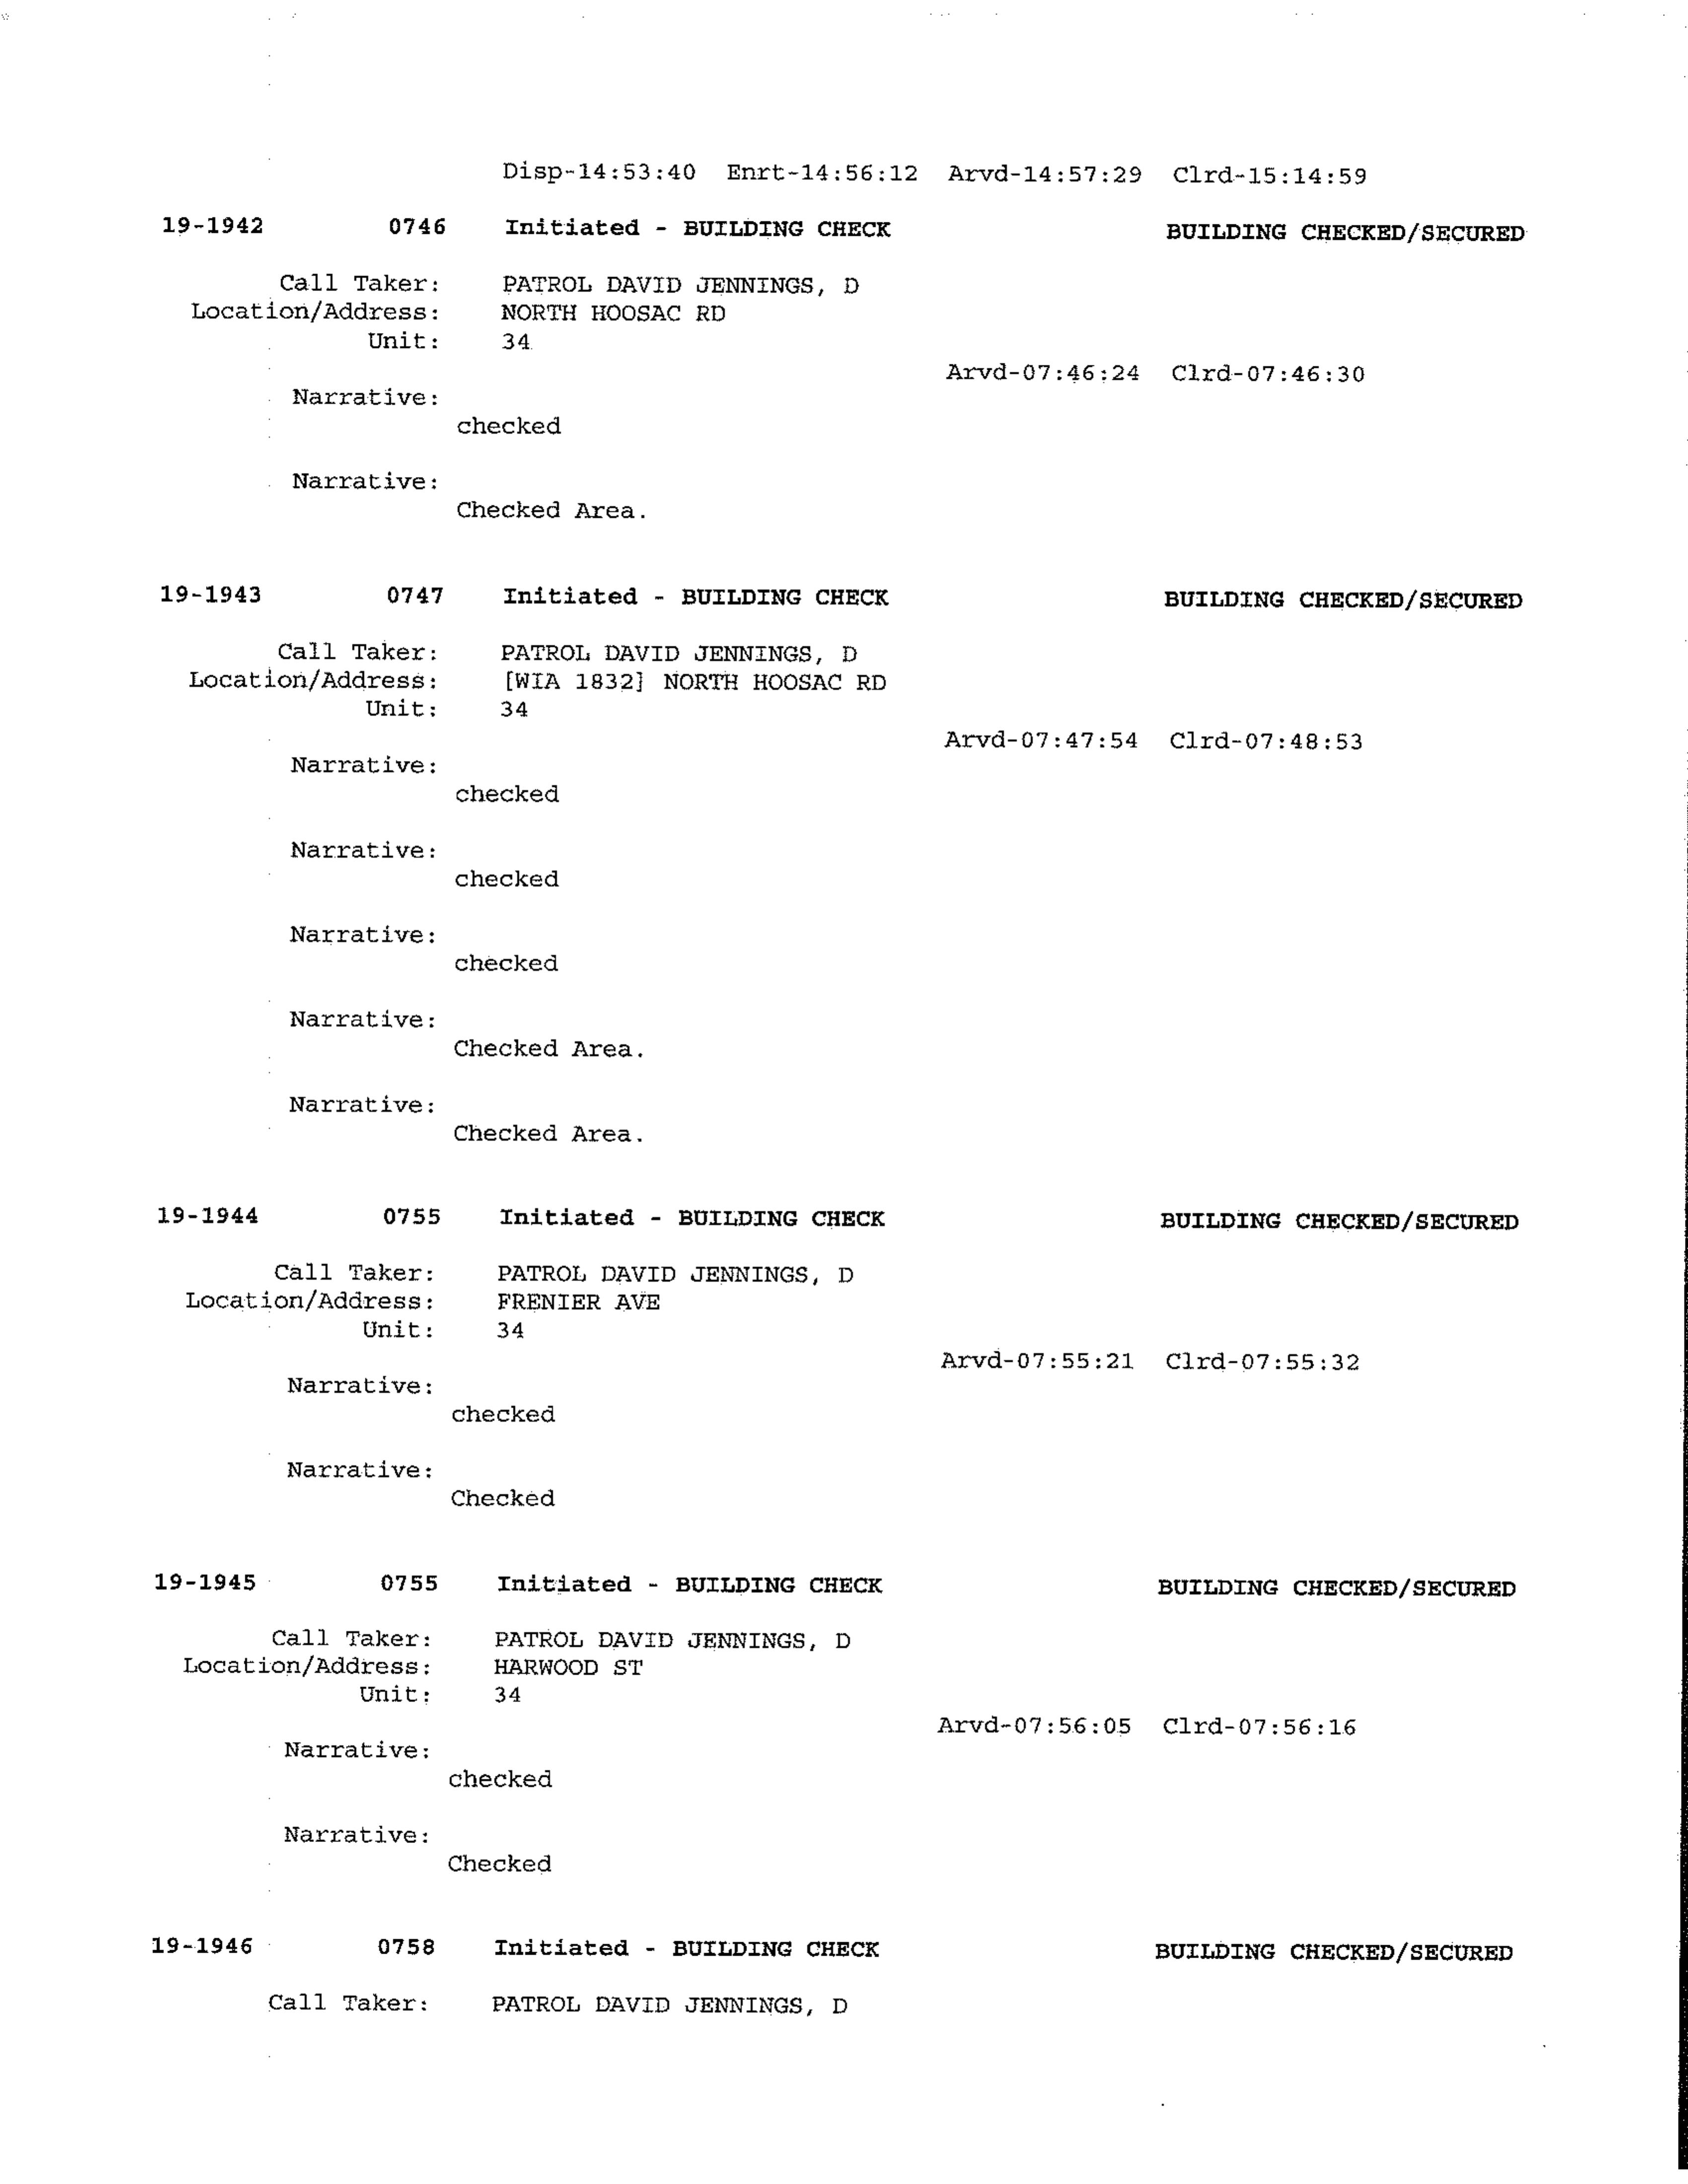 Disp-14:53:40 Enrt-14:56:12 Arvd-14:57:29 Clrd-15:14:59
19-1942 0746 Initiated - BUILDING CHECK BUILDING CHECKED/SECURED
Call Taker: PATROL DAVID JENNINGS, D
Location/Address: NORTH HOOSAC RD
Unit: 34
Arvd-07:46:24 Clrd-07:46:30
Narrative:
checked
Narrative:
Checked Area.
19-1943 0747 Initiated - BUILDING CHECK BUILDING CHECKED/SECURED
Call Taker: PATROL DAVID JENNINGS, D
Location/Address: [WIA 1832] NORTH HOOSAC RD
Unit: 34
Arvd-07:47:54 Clrd-07:48:53
Narrative:
checked
Narrative:
checked
Narrative:
checked
Narrative:
Checked Area.
Narrative:
Checked Area.
19-1944 0755 Initiated - BUILDING CHECK BUILDING CHECKED/SECURED
Call Taker: PATROL DAVID JENNINGS, D
Location/Address: FRENIER AVE
Unit: 34
Arvd-07:55:21 Clrd-07:55:32
Narrative:
checked
Narrative:
Checked
19-1945 0755 Initiated - BUILDING CHECK BUILDING CHECKED/SECURED
Call Taker: PATROL DAVID JENNINGS, D
Location/Address: HARWOOD ST
Unit: 34
Arvd-07:56:05 Clrd-07:56:16
Narrative:
checked
Narrative:
Checked
19-1946 0758 Initiated - BUILDING CHECK BUILDING CHECKED/SECURED
Call Taker: PATROL DAVID JENNINGS, D